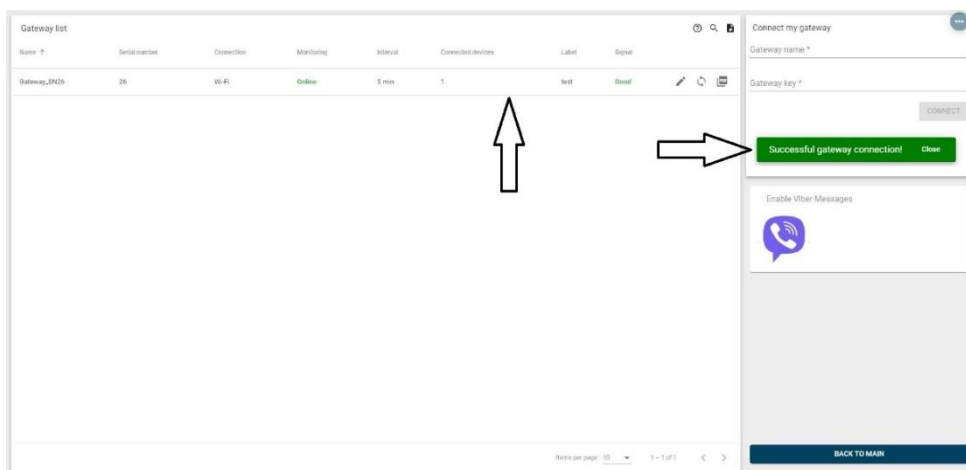 Gateway list
Name ↑ Serial number Connection Monitoring Interval Connected devices Label Signal
Gateway_SN26 26 Wi-Fi Online 5 min 1 test Good
Items per page: 10 1 – 1 of 1
Connect my gateway
Gateway name *
Gateway key *
CONNECT
Successful gateway connection! Close
Enable Viber Messages
BACK TO MAIN